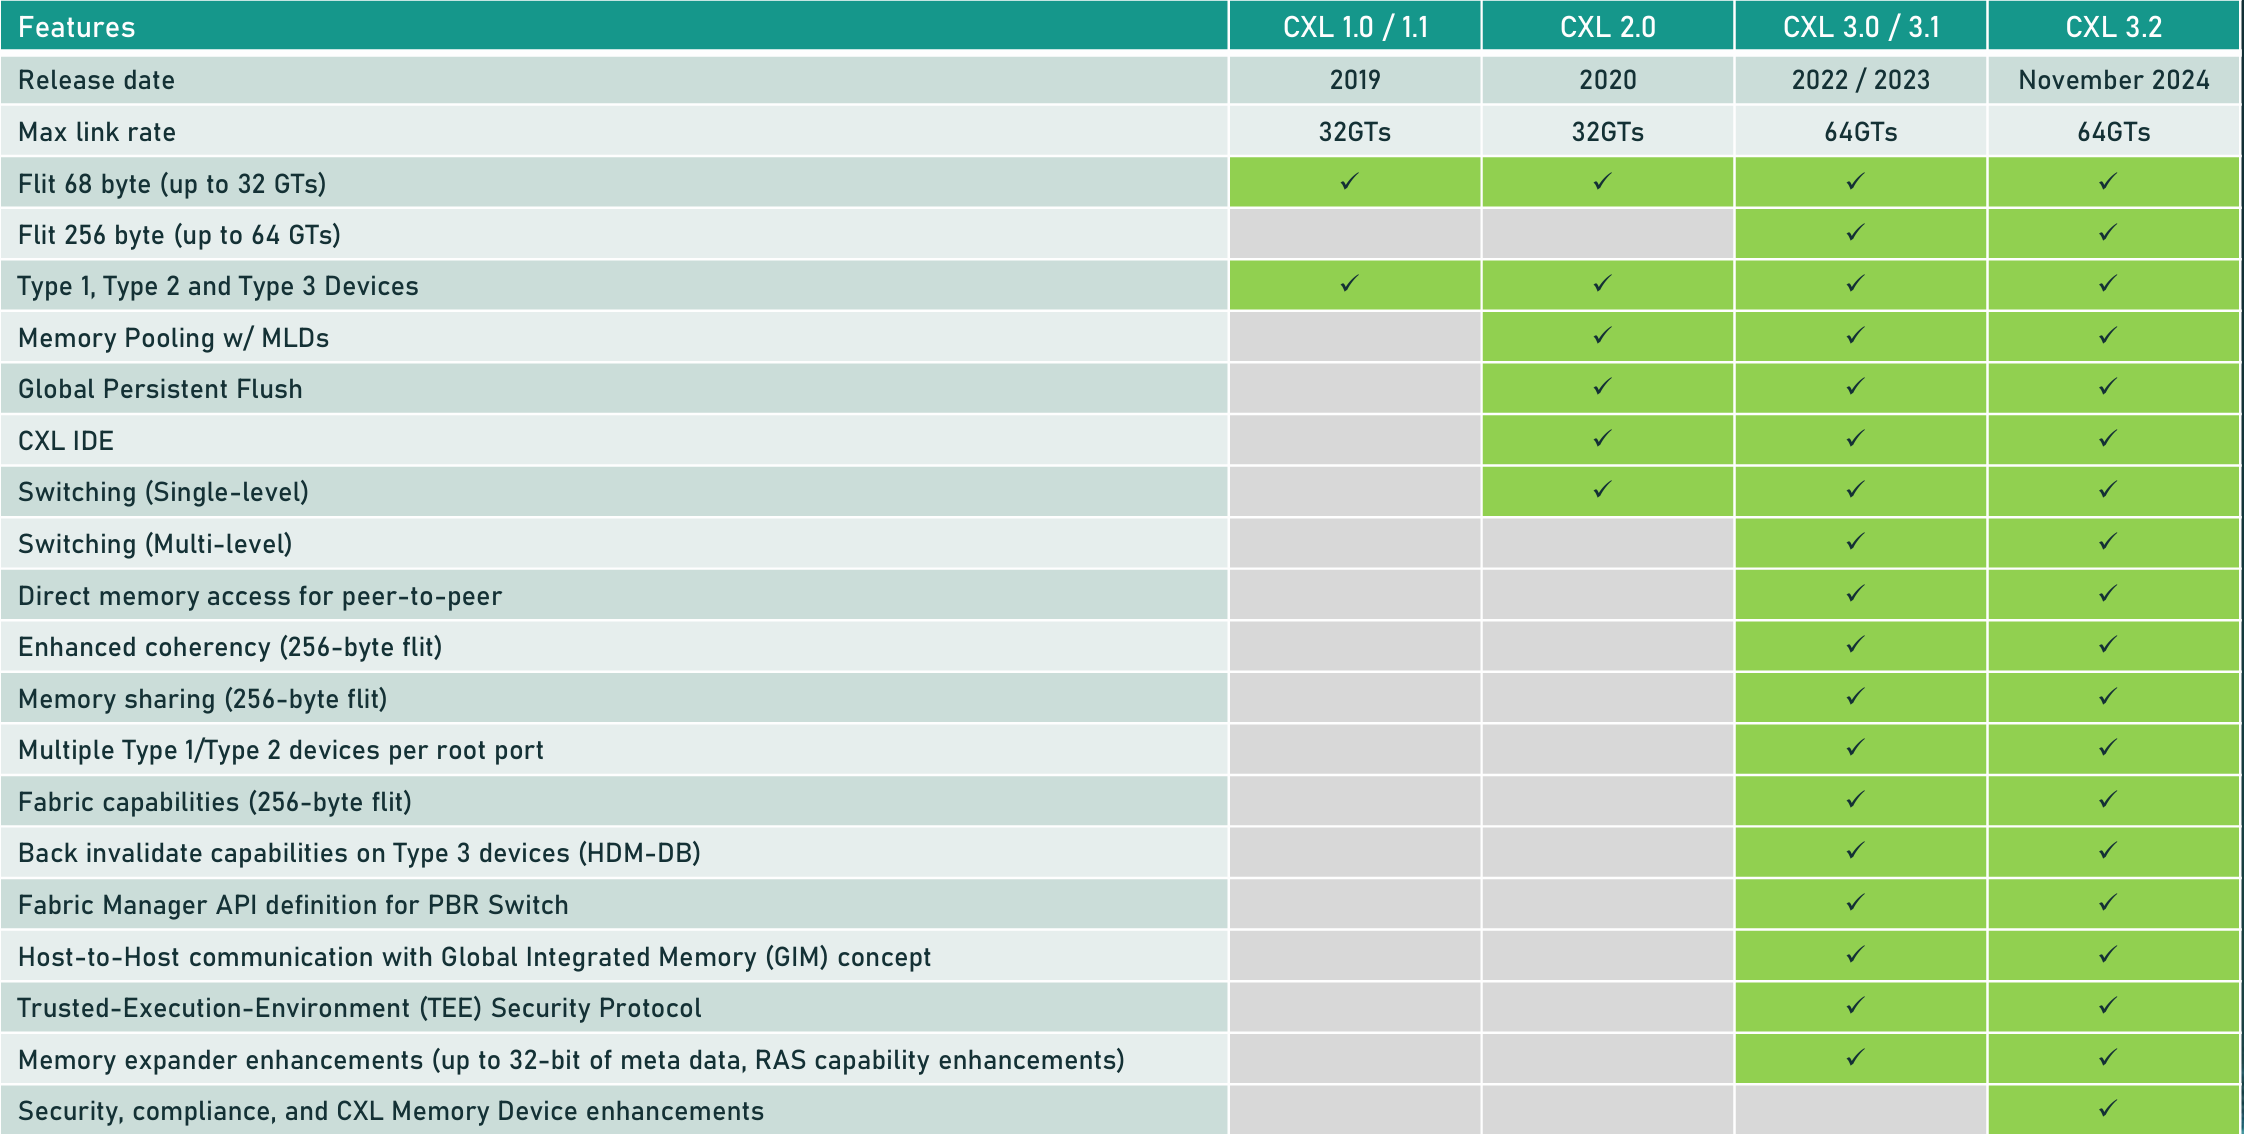 Features CXL 1.0 / 1.1 CXL 2.0 CXL 3.0 / 3.1 CXL 3.2
Release date 2019 2020 2022 / 2023 November 2024
Max link rate 32GTs 32GTs 64GTs 64GTs
Flit 68 byte (up to 32 GTs) ✓ ✓ ✓ ✓
Flit 256 byte (up to 64 GTs) ✓ ✓
Type 1, Type 2 and Type 3 Devices ✓ ✓ ✓ ✓
Memory Pooling w/ MLDs ✓ ✓ ✓
Global Persistent Flush ✓ ✓ ✓
CXL IDE ✓ ✓ ✓
Switching (Single-level) ✓ ✓ ✓
Switching (Multi-level) ✓ ✓
Direct memory access for peer-to-peer ✓ ✓
Enhanced coherency (256-byte flit) ✓ ✓
Memory sharing (256-byte flit) ✓ ✓
Multiple Type 1/Type 2 devices per root port ✓ ✓
Fabric capabilities (256-byte flit) ✓ ✓
Back invalidate capabilities on Type 3 devices (HDM-DB) ✓ ✓
Fabric Manager API definition for PBR Switch ✓ ✓
Host-to-Host communication with Global Integrated Memory (GIM) concept ✓ ✓
Trusted-Execution-Environment (TEE) Security Protocol ✓ ✓
Memory expander enhancements (up to 32-bit of meta data, RAS capability enhancements) ✓ ✓
Security, compliance, and CXL Memory Device enhancements ✓